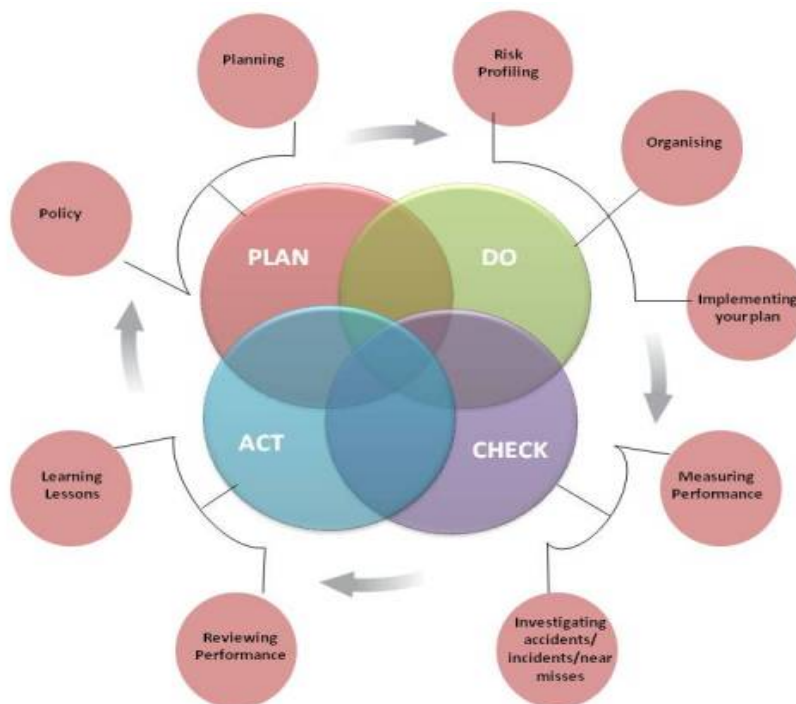 Planning
Risk
Profiling
Organising
Policy
PLAN
DO
Implementing
your plan
ACT
CHECK
Learning
Lessons
Measuring
Performance
Reviewing
Performance
Investigating
accidents/
incidents/near
misses